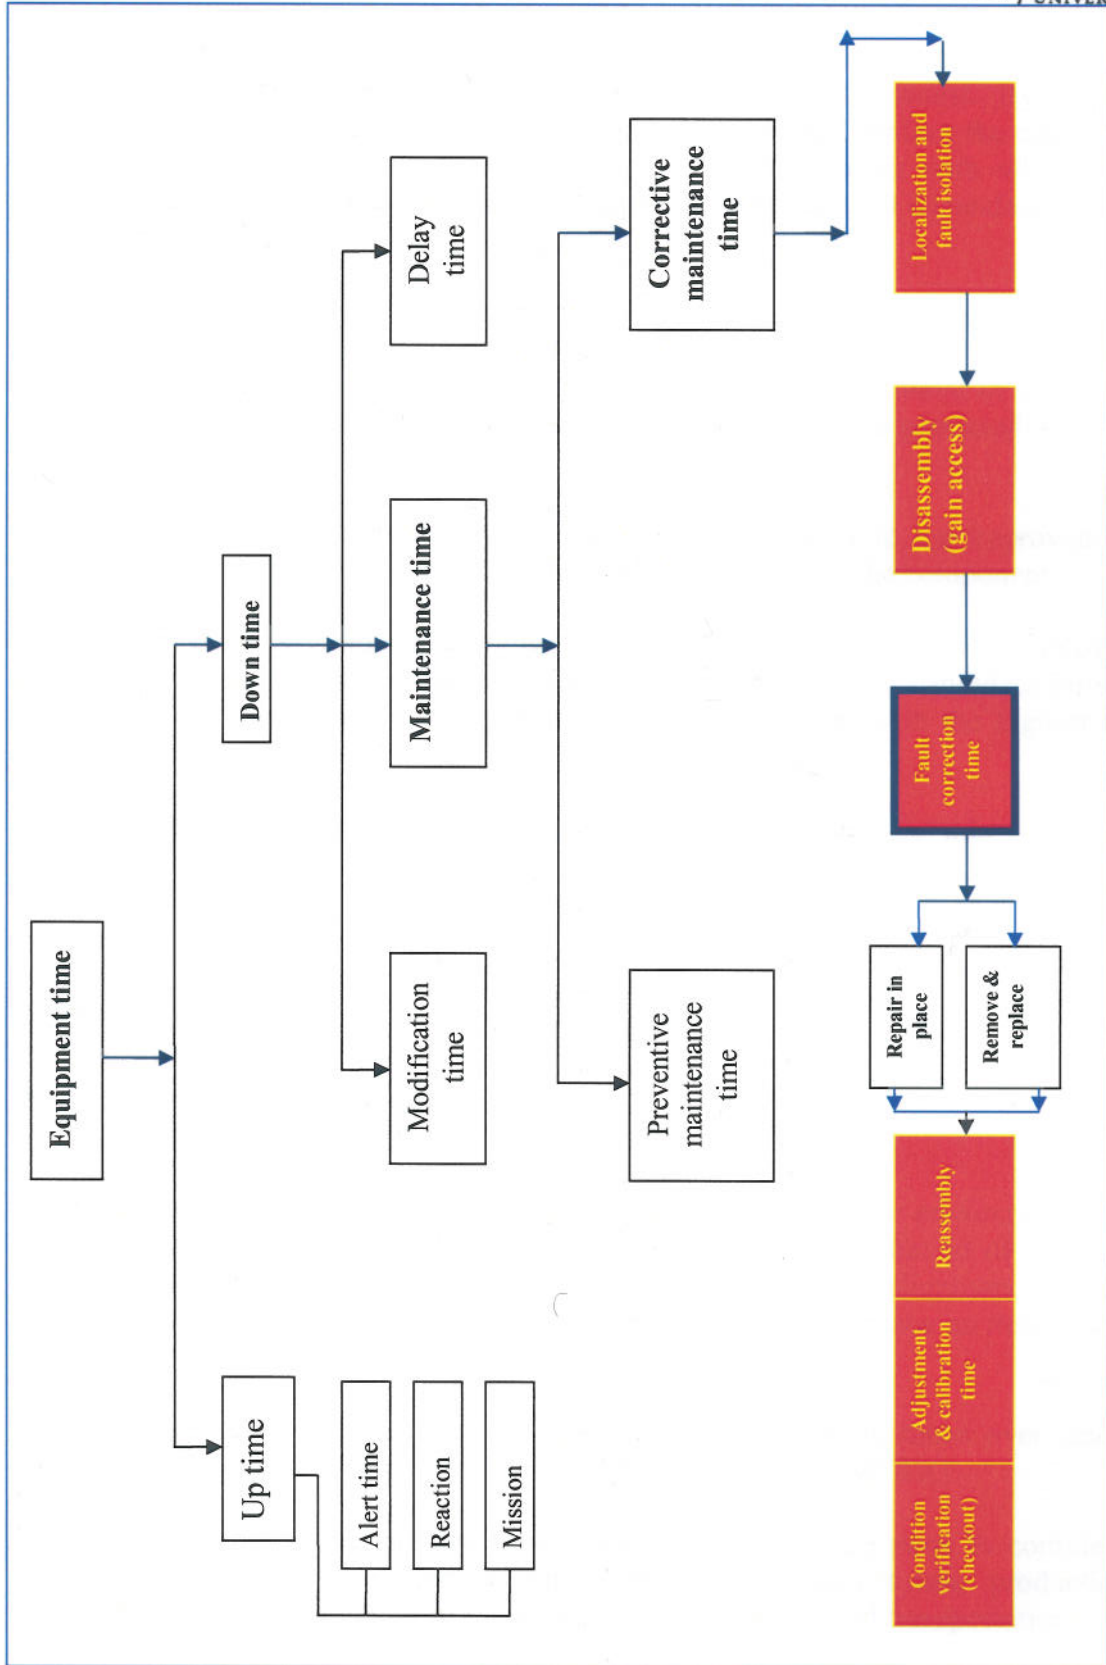 Equipment time
Up time
Down time
Alert time
Reaction
Mission
Modification
time
Maintenance time
Delay
time
Preventive
maintenance
time
Corrective
maintenance
time
Condition
verification
(checkout)
Adjustment
& calibration
time
Reassembly
Repair in
place
Remove &
replace
Fault
correction
time
Disassembly
(gain access)
Localization and
fault isolation